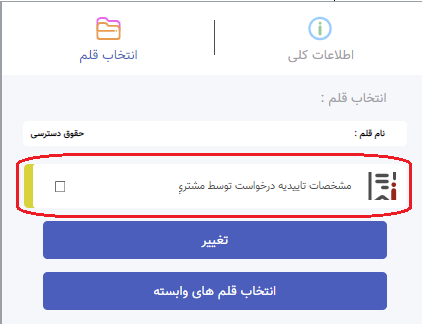 اطلاعات کلی
انتخاب قلم
انتخاب قلم :
نام قلم : حقوق دسترسی
مشخصات تاییدیه درخواست توسط مشتري
تغییر
انتخاب قلم های وابسته